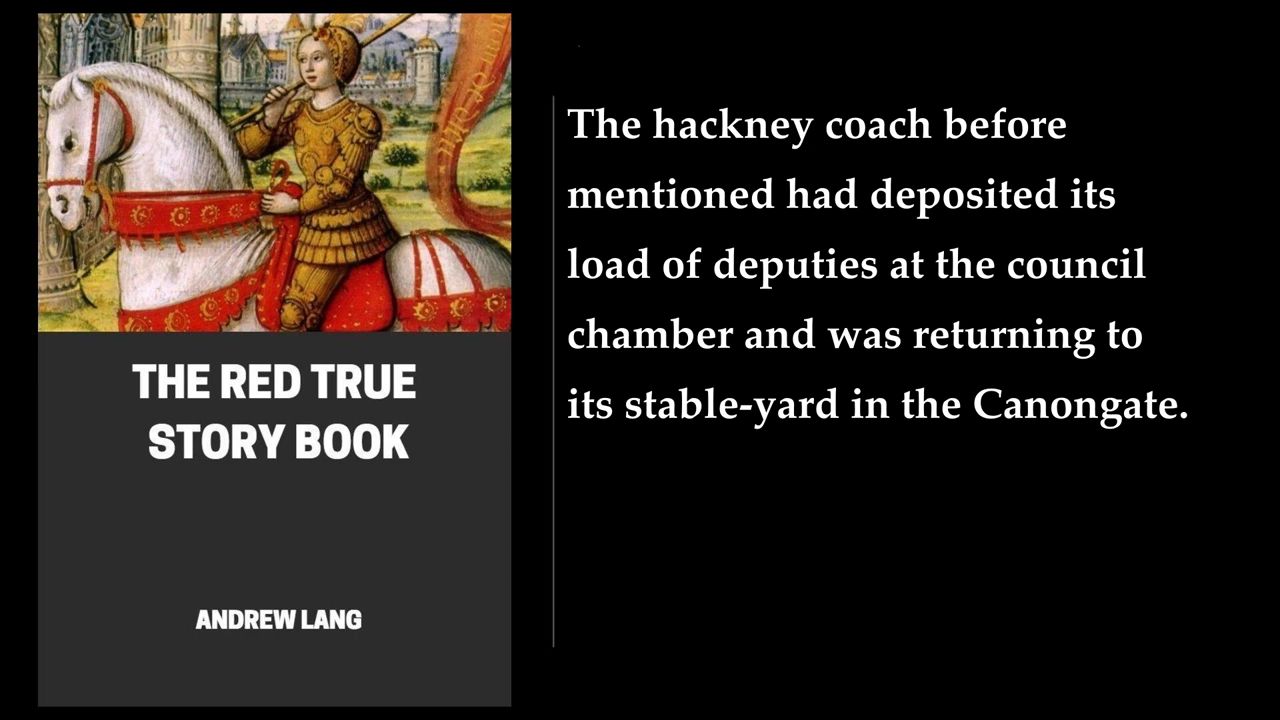 THE RED TRUE
STORY BOOK
ANDREW LANG
The hackney coach before
mentioned had deposited its
load of deputies at the council
chamber and was returning to
its stable-yard in the Canongate.